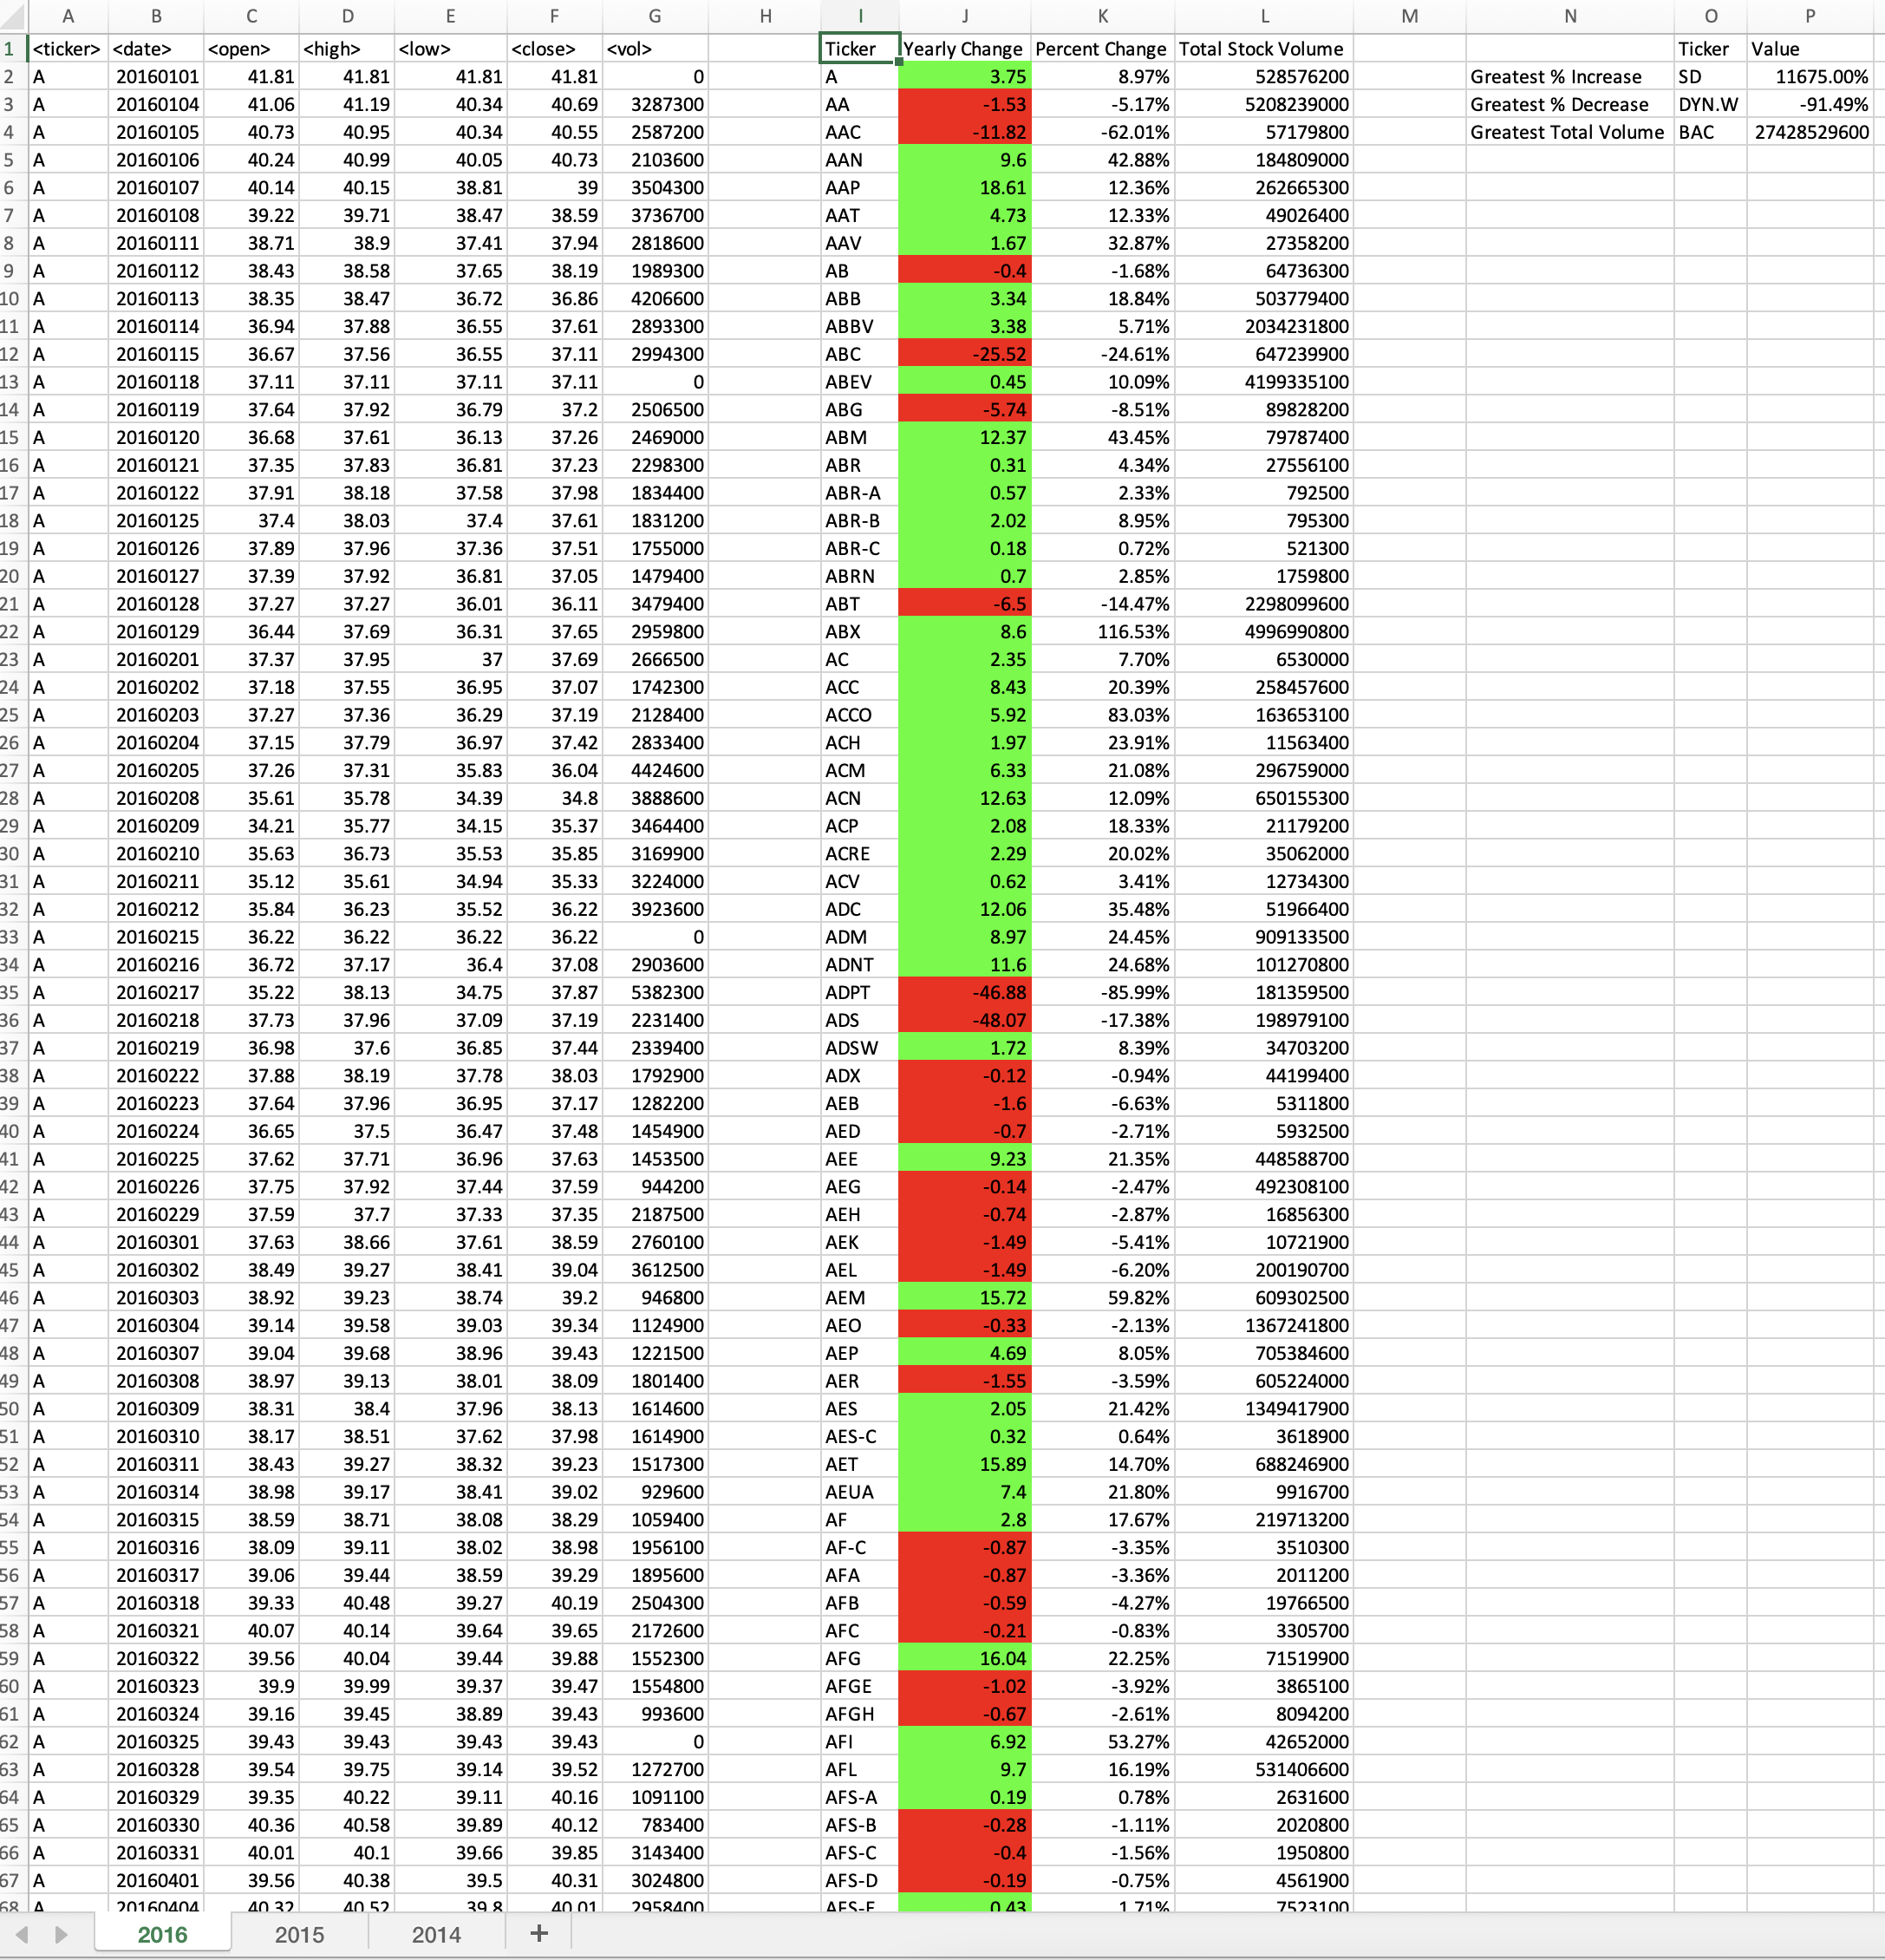 A B C D E F G H I J K L M N O P
1 <ticker> <date> <open> <high> <low> <close> <vol> Ticker Yearly Change Percent Change Total Stock Volume Ticker Value
2 A 20160101 41.81 41.81 41.81 41.81 0 A 3.75 8.97% 528576200 Greatest % Increase SD 11675.00%
3 A 20160104 41.06 41.19 40.34 40.69 3287300 AA -1.53 -5.17% 5208239000 Greatest % Decrease DYN.W -91.49%
4 A 20160105 40.73 40.95 40.34 40.55 2587200 AAC -11.82 -62.01% 57179800 Greatest Total Volume BAC 27428529600
5 A 20160106 40.24 40.99 40.05 40.73 2103600 AAN 9.6 42.88% 184809000
6 A 20160107 40.14 40.15 38.81 39 3504300 AAP 18.61 12.36% 262665300
7 A 20160108 39.22 39.71 38.47 38.59 3736700 AAT 4.73 12.33% 49026400
8 A 20160111 38.71 38.9 37.41 37.94 2818600 AAV 1.67 32.87% 27358200
9 A 20160112 38.43 38.58 37.65 38.19 1989300 AB -0.4 -1.68% 64736300
10 A 20160113 38.35 38.47 36.72 36.86 4206600 ABB 3.34 18.84% 503779400
11 A 20160114 36.94 37.88 36.55 37.61 2893300 ABBV 3.38 5.71% 2034231800
12 A 20160115 36.67 37.56 36.55 37.11 2994300 ABC -25.52 -24.61% 647239900
13 A 20160118 37.11 37.11 37.11 37.11 0 ABEV 0.45 10.09% 4199335100
14 A 20160119 37.64 37.92 36.79 37.2 2506500 ABG -5.74 -8.51% 89828200
15 A 20160120 36.68 37.61 36.13 37.26 2469000 ABM 12.37 43.45% 79787400
16 A 20160121 37.35 37.83 36.81 37.23 2298300 ABR 0.31 4.34% 27556100
17 A 20160122 37.91 38.18 37.58 37.98 1834400 ABR-A 0.57 2.33% 792500
18 A 20160125 37.4 38.03 37.4 37.61 1831200 ABR-B 2.02 8.95% 795300
19 A 20160126 37.89 37.96 37.36 37.51 1755000 ABR-C 0.18 0.72% 521300
20 A 20160127 37.39 37.92 36.81 37.05 1479400 ABRN 0.7 2.85% 1759800
21 A 20160128 37.27 37.27 36.01 36.11 3479400 ABT -6.5 -14.47% 2298099600
22 A 20160129 36.44 37.69 36.31 37.65 2959800 ABX 8.6 116.53% 4996990800
23 A 20160201 37.37 37.95 37 37.69 2666500 AC 2.35 7.70% 6530000
24 A 20160202 37.18 37.55 36.95 37.07 1742300 ACC 8.43 20.39% 258457600
25 A 20160203 37.27 37.36 36.29 37.19 2128400 ACCO 5.92 83.03% 163653100
26 A 20160204 37.15 37.79 36.97 37.42 2833400 ACH 1.97 23.91% 11563400
27 A 20160205 37.26 37.31 35.83 36.04 4424600 ACM 6.33 21.08% 296759000
28 A 20160208 35.61 35.78 34.39 34.8 3888600 ACN 12.63 12.09% 650155300
29 A 20160209 34.21 35.77 34.15 35.37 3464400 ACP 2.08 18.33% 21179200
30 A 20160210 35.63 36.73 35.53 35.85 3169900 ACRE 2.29 20.02% 35062000
31 A 20160211 35.12 35.61 34.94 35.33 3224000 ACV 0.62 3.41% 12734300
32 A 20160212 35.84 36.23 35.52 36.22 3923600 ADC 12.06 35.48% 51966400
33 A 20160215 36.22 36.22 36.22 36.22 0 ADM 8.97 24.45% 909133500
34 A 20160216 36.72 37.17 36.4 37.08 2903600 ADNT 11.6 24.68% 101270800
35 A 20160217 35.22 38.13 34.75 37.87 5382300 ADPT -46.88 -85.99% 181359500
36 A 20160218 37.73 37.96 37.09 37.19 2231400 ADS -48.07 -17.38% 198979100
37 A 20160219 36.98 37.6 36.85 37.44 2339400 ADSW 1.72 8.39% 34703200
38 A 20160222 37.88 38.19 37.78 38.03 1792900 ADX -0.12 -0.94% 44199400
39 A 20160223 37.64 37.96 36.95 37.17 1282200 AEB -1.6 -6.63% 5311800
40 A 20160224 36.65 37.5 36.47 37.48 1454900 AED -0.7 -2.71% 5932500
41 A 20160225 37.62 37.71 36.96 37.63 1453500 AEE 9.23 21.35% 448588700
42 A 20160226 37.75 37.92 37.44 37.59 944200 AEG -0.14 -2.47% 492308100
43 A 20160229 37.59 37.7 37.33 37.35 2187500 AEH -0.74 -2.87% 16856300
44 A 20160301 37.63 38.66 37.61 38.59 2760100 AEK -1.49 -5.41% 10721900
45 A 20160302 38.49 39.27 38.41 39.04 3612500 AEL -1.49 -6.20% 200190700
46 A 20160303 38.92 39.23 38.74 39.2 946800 AEM 15.72 59.82% 609302500
47 A 20160304 39.14 39.58 39.03 39.34 1124900 AEO -0.33 -2.13% 1367241800
48 A 20160307 39.04 39.68 38.96 39.43 1221500 AEP 4.69 8.05% 705384600
49 A 20160308 38.97 39.13 38.01 38.09 1801400 AER -1.55 -3.59% 605224000
50 A 20160309 38.31 38.4 37.96 38.13 1614600 AES 2.05 21.42% 1349417900
51 A 20160310 38.17 38.51 37.62 37.98 1614900 AES-C 0.32 0.64% 3618900
52 A 20160311 38.43 39.27 38.32 39.23 1517300 AET 15.89 14.70% 688246900
53 A 20160314 38.98 39.17 38.41 39.02 929600 AEUA 7.4 21.80% 9916700
54 A 20160315 38.59 38.71 38.08 38.29 1059400 AF 2.8 17.67% 219713200
55 A 20160316 38.09 39.11 38.02 38.98 1956100 AF-C -0.87 -3.35% 3510300
56 A 20160317 39.06 39.44 38.59 39.29 1895600 AFA -0.87 -3.36% 2011200
57 A 20160318 39.33 40.48 39.27 40.19 2504300 AFB -0.59 -4.27% 19766500
58 A 20160321 40.07 40.14 39.64 39.65 2172600 AFC -0.21 -0.83% 3305700
59 A 20160322 39.56 40.04 39.44 39.88 1552300 AFG 16.04 22.25% 71519900
60 A 20160323 39.9 39.99 39.37 39.47 1554800 AFGE -1.02 -3.92% 3865100
61 A 20160324 39.16 39.45 38.89 39.43 993600 AFGH -0.67 -2.61% 8094200
62 A 20160325 39.43 39.43 39.43 39.43 0 AFI 6.92 53.27% 42652000
63 A 20160328 39.54 39.75 39.14 39.52 1272700 AFL 9.7 16.19% 531406600
64 A 20160329 39.35 40.22 39.11 40.16 1091100 AFS-A 0.19 0.78% 2631600
65 A 20160330 40.36 40.58 39.89 40.12 783400 AFS-B -0.28 -1.11% 2020800
66 A 20160331 40.01 40.1 39.66 39.85 3143400 AFS-C -0.4 -1.56% 1950800
67 A 20160401 39.56 40.38 39.5 40.31 3024800 AFS-D -0.19 -0.75% 4561900
68 A 20160404 40.32 40.52 39.8 40.01 2958400 AFS-E 0.43 1.71% 7523100
2016 2015 2014 +